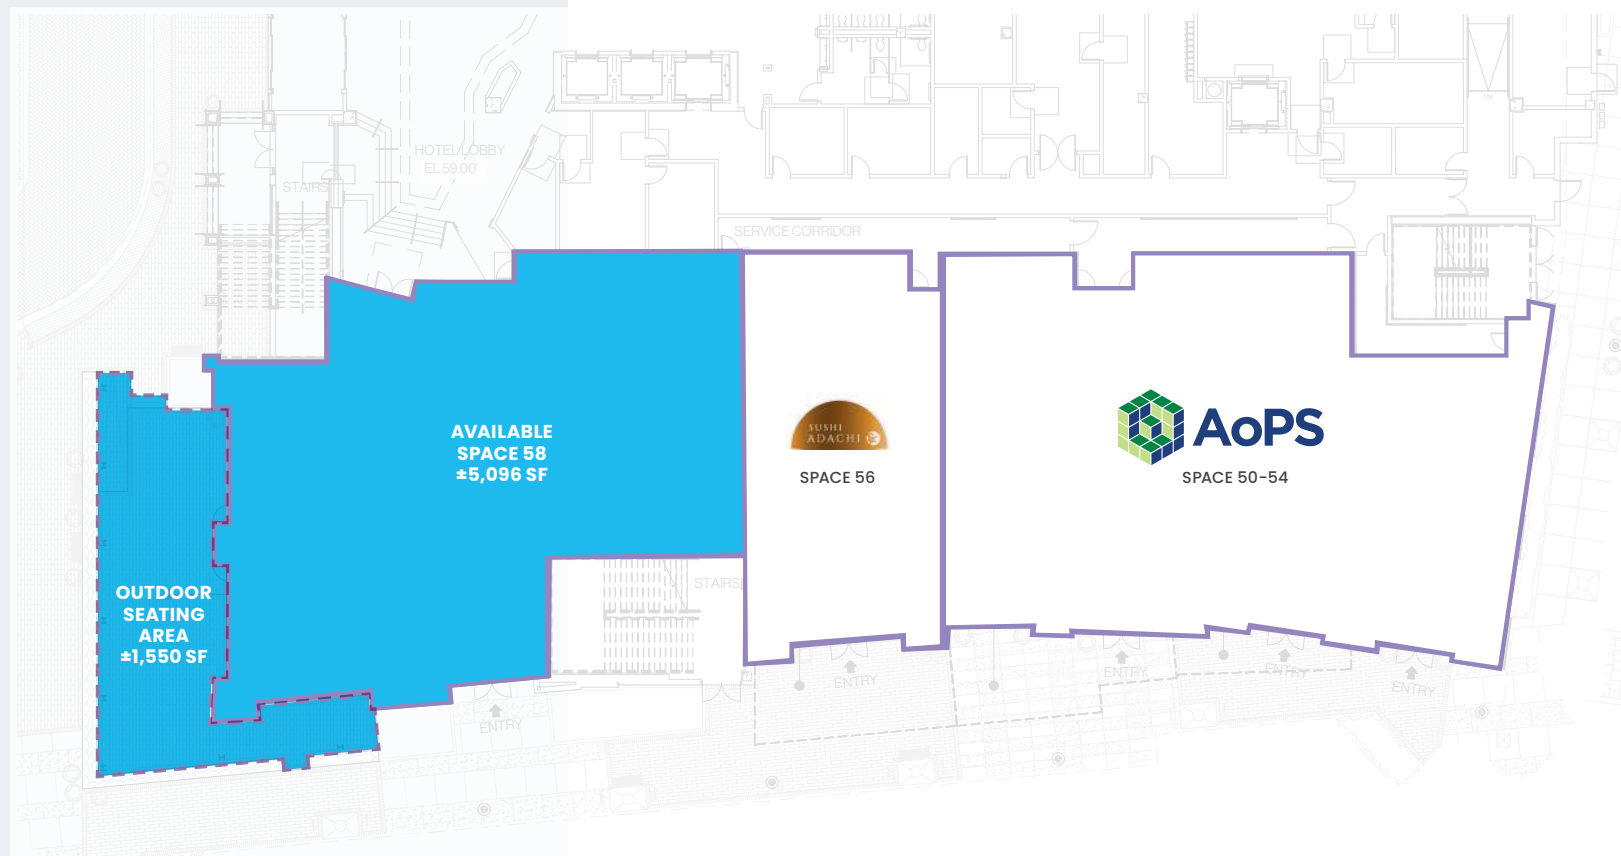 HOTEL LOBBY
EL 59.00'
STAIRS
SERVICE CORRIDOR
AVAILABLE
SPACE 58
±5,096 SF
SUSHI
ADACHI
SPACE 56
AoPS
SPACE 50-54
OUTDOOR
SEATING
AREA
±1,550 SF
STAIRS
ENTRY
ENTRY
ENTRY
ENTRY
ENTRY